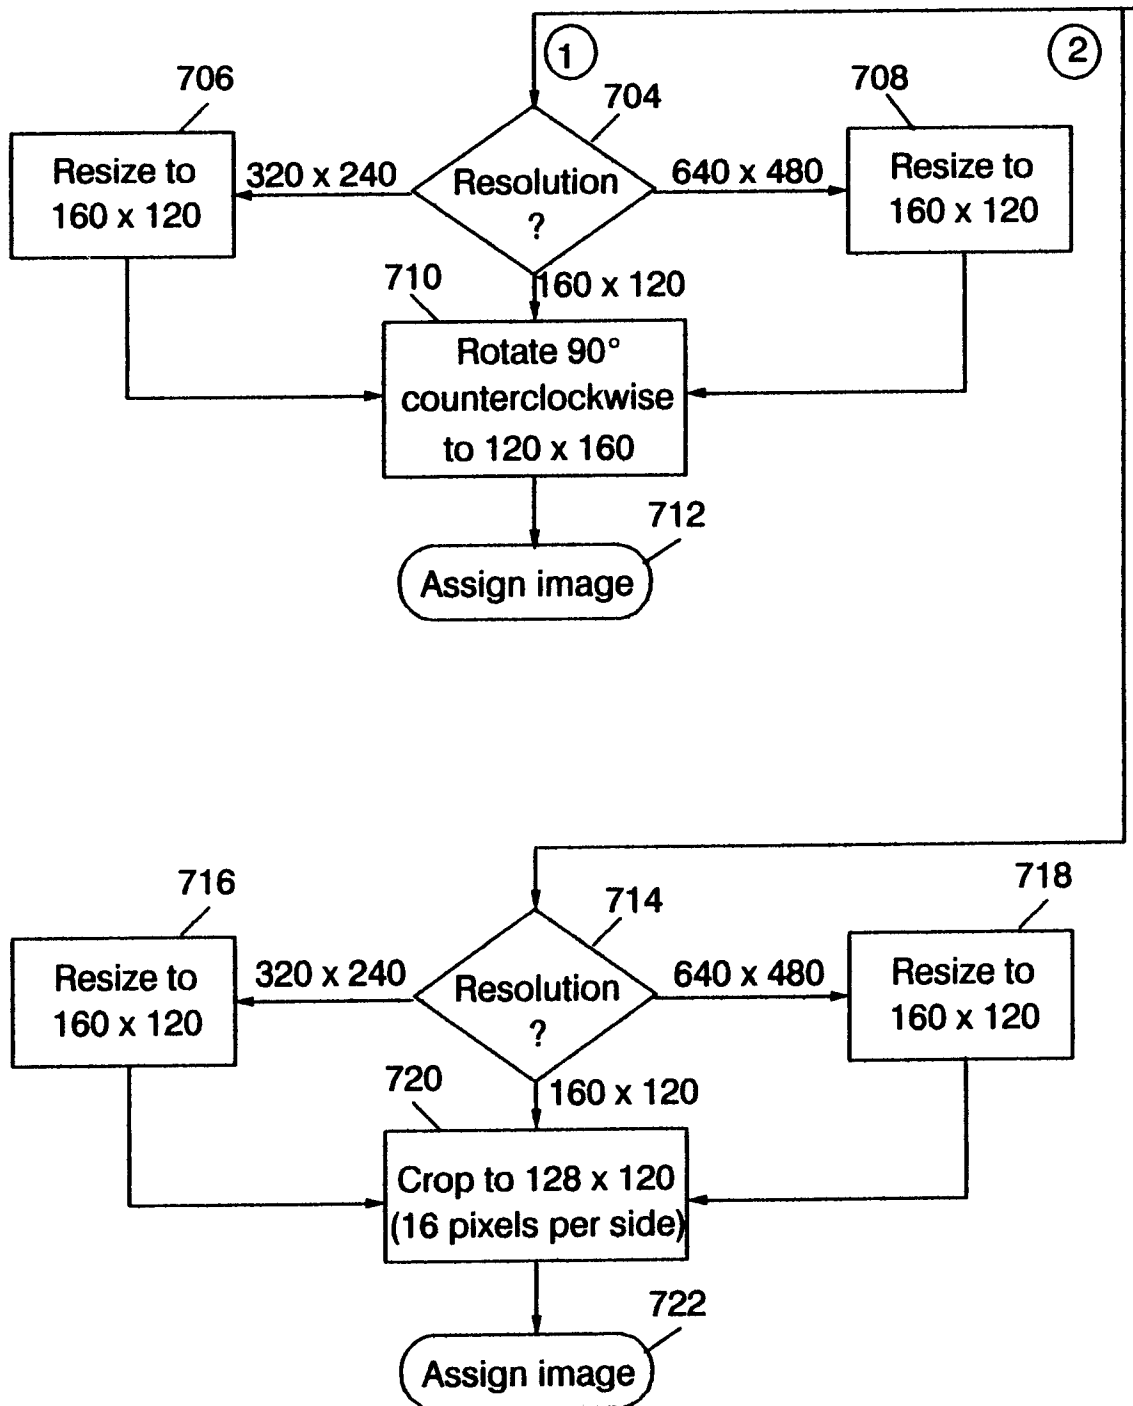 1
2
706
704
708
Resize to
160 x 120
320 x 240
Resolution
?
640 x 480
Resize to
160 x 120
710
160 x 120
Rotate 90°
counterclockwise
to 120 x 160
712
Assign image
716
714
718
Resize to
160 x 120
320 x 240
Resolution
?
640 x 480
Resize to
160 x 120
720
160 x 120
Crop to 128 x 120
(16 pixels per side)
722
Assign image